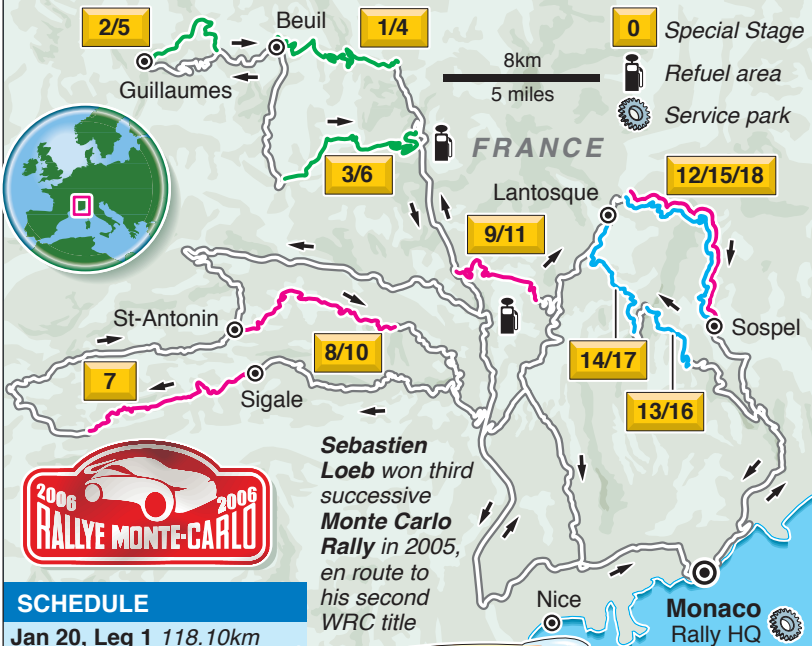 2/5
Beuil
1/4
0 Special Stage
Guillaumes
8km
5 miles
Refuel area
Service park
FRANCE
3/6
Lantosque
12/15/18
9/11
St-Antonin
Sospel
8/10
7
Sigale
14/17
13/16
2006
2006
RALLYE MONTE-CARLO
Sebastien
Loeb won third
successive
Monte Carlo
Rally in 2005,
en route to
his second
WRC title
SCHEDULE
Jan 20, Leg 1 118.10km
Nice
Monaco
Rally HQ